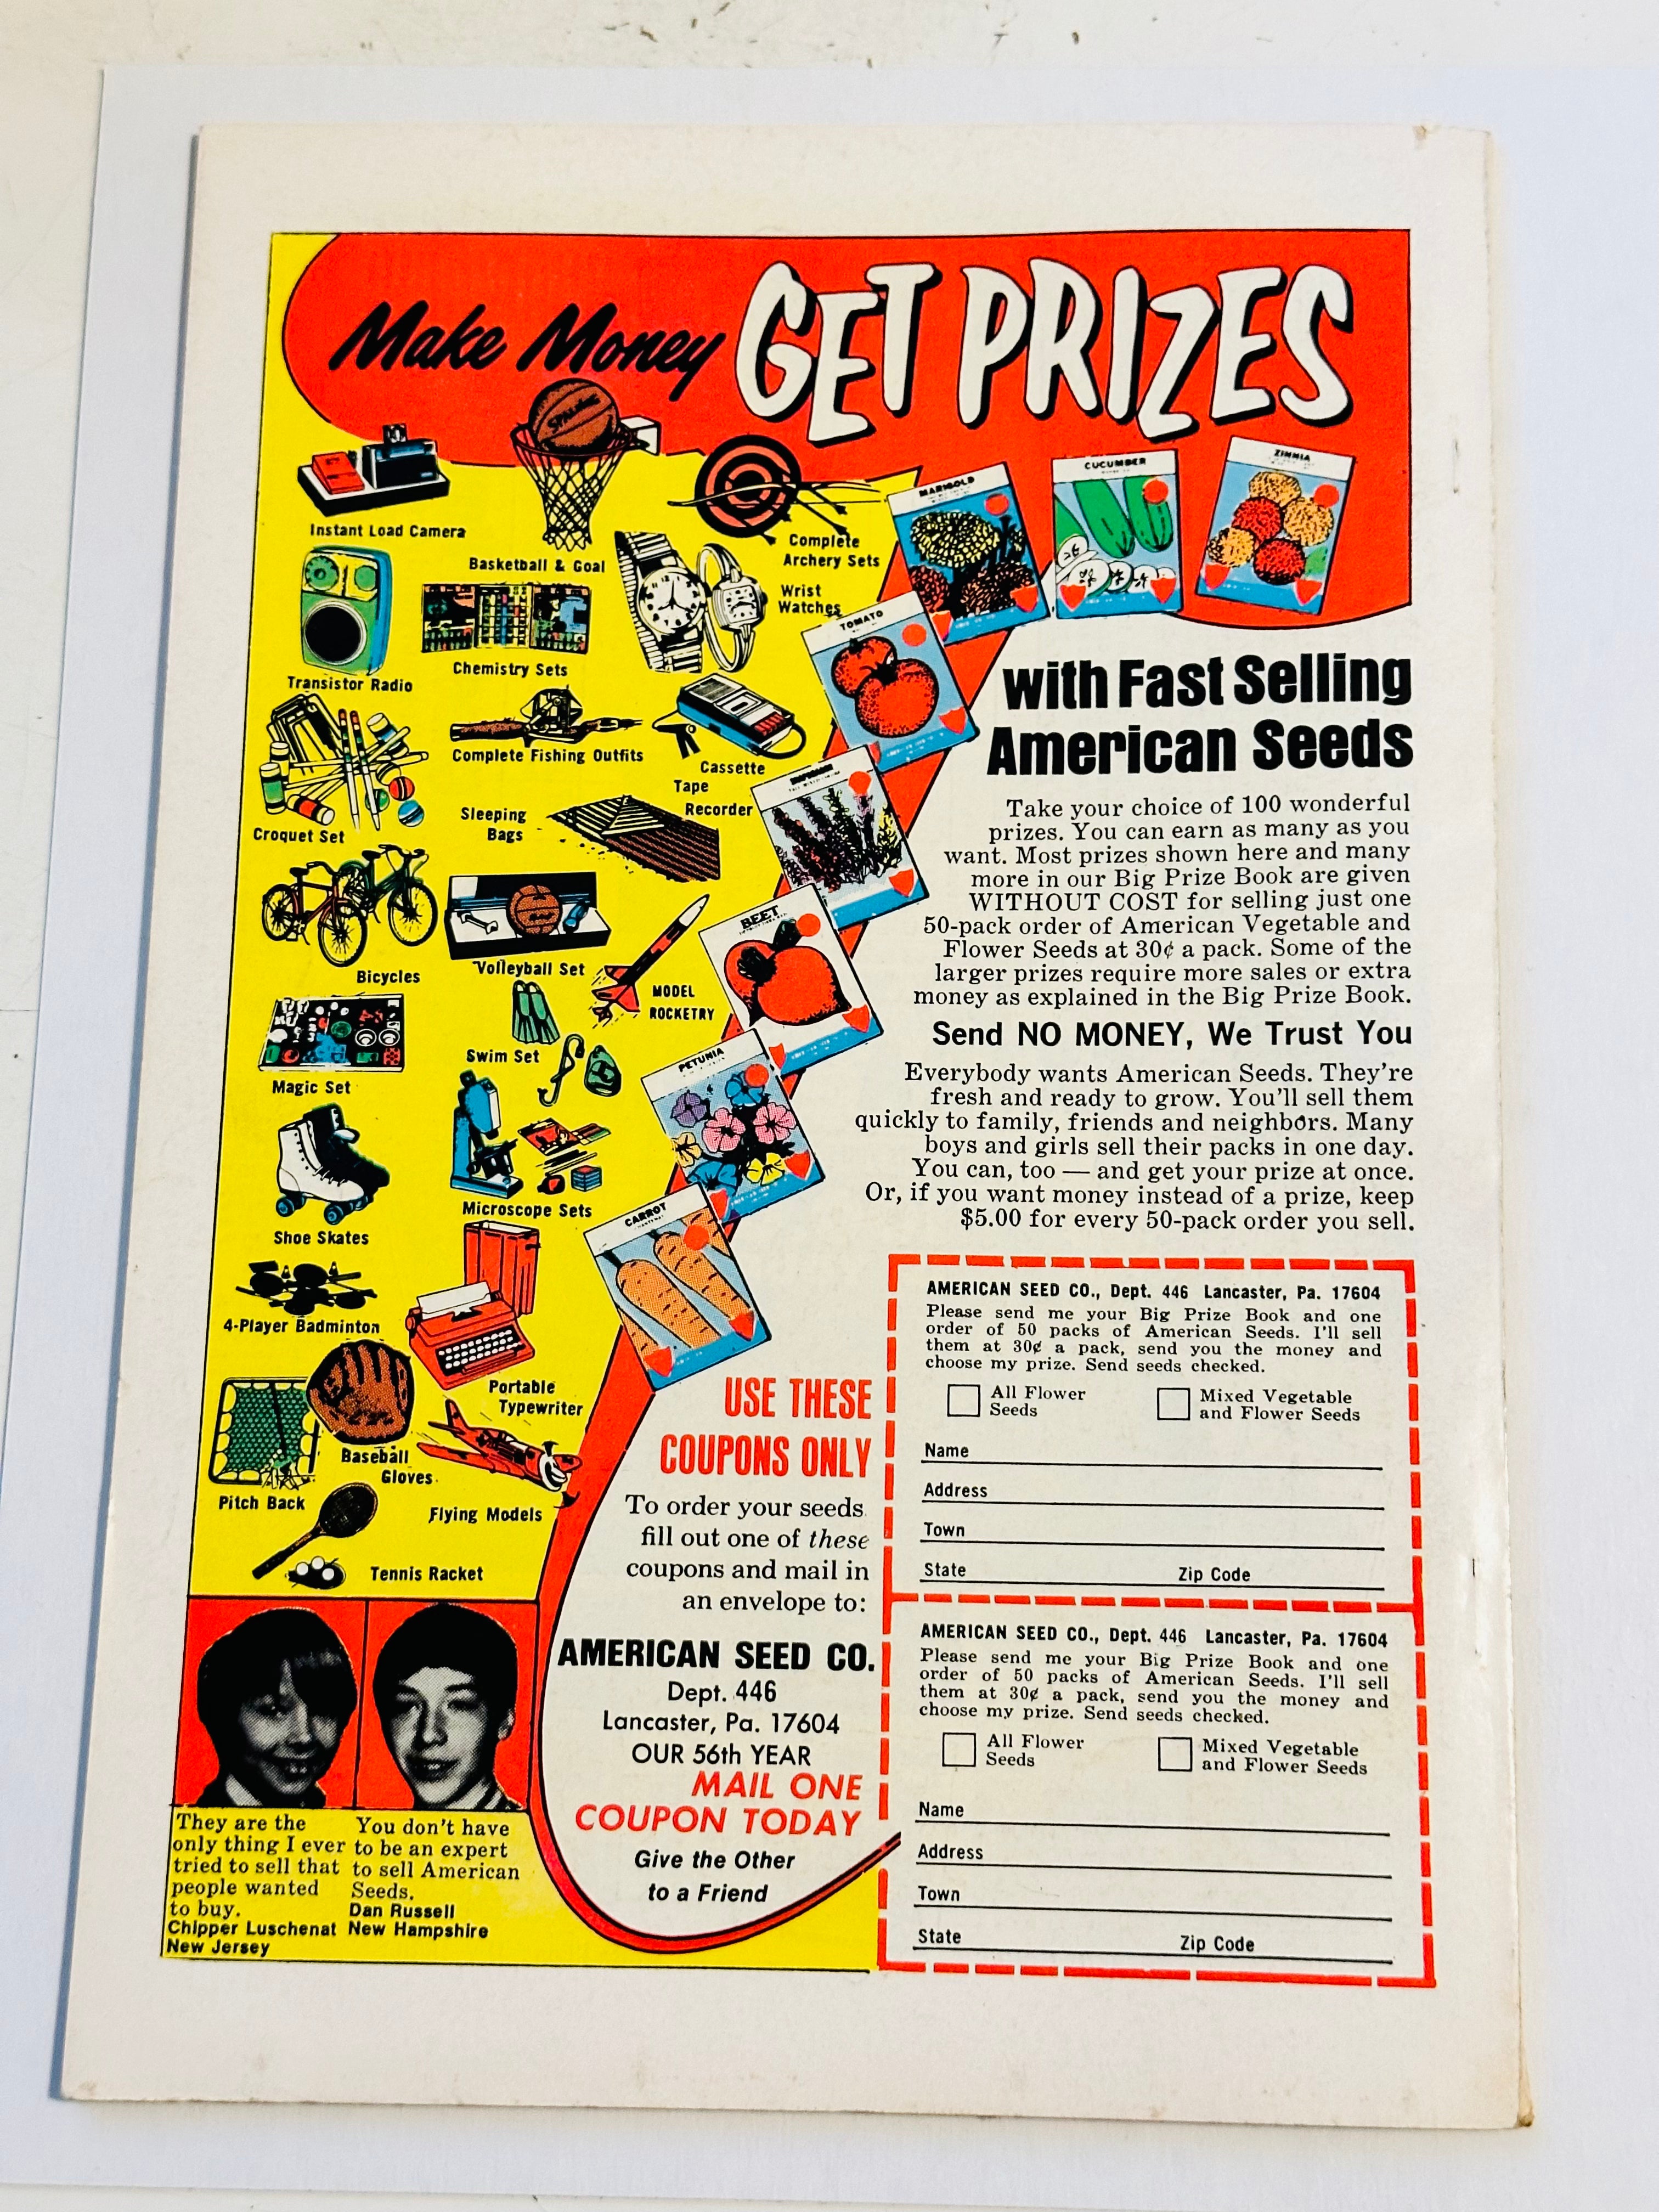 Make Money GET PRIZES
SPALDING
Instant Load Camera
Basketball & Goal
Complete
Archery Sets
Wrist
Watches
Transistor Radio
Chemistry Sets
Complete Fishing Outfits
Cassette
Tape
Recorder
Croquet Set
Sleeping
Bags
Bicycles
Volleyball Set
MODEL
ROCKETRY
Magic Set
Swim Set
Shoe Skates
Microscope Sets
4-Player Badminton
Portable
Typewriter
Pitch Back
Baseball
Gloves
Flying Models
Tennis Racket
MARIGOLD
CUCUMBER
ZINNIA
TOMATO
BEET
PETUNIA
CARROT
with Fast Selling
American Seeds
Take your choice of 100 wonderful
prizes. You can earn as many as you
want. Most prizes shown here and many
more in our Big Prize Book are given
WITHOUT COST for selling just one
50-pack order of American Vegetable and
Flower Seeds at 30¢ a pack. Some of the
larger prizes require more sales or extra
money as explained in the Big Prize Book.
Send NO MONEY, We Trust You
Everybody wants American Seeds. They're
fresh and ready to grow. You'll sell them
quickly to family, friends and neighbors. Many
boys and girls sell their packs in one day.
You can, too — and get your prize at once.
Or, if you want money instead of a prize, keep
$5.00 for every 50-pack order you sell.
USE THESE
COUPONS ONLY
To order your seeds
fill out one of these
coupons and mail in
an envelope to:
AMERICAN SEED CO.
Dept. 446
Lancaster, Pa. 17604
OUR 56th YEAR
MAIL ONE
COUPON TODAY
Give the Other
to a Friend
AMERICAN SEED CO., Dept. 446 Lancaster, Pa. 17604
Please send me your Big Prize Book and one
order of 50 packs of American Seeds. I'll sell
them at 30¢ a pack, send you the money and
choose my prize. Send seeds checked.
All Flower
Seeds
Mixed Vegetable
and Flower Seeds
Name
Address
Town
State Zip Code
AMERICAN SEED CO., Dept. 446 Lancaster, Pa. 17604
Please send me your Big Prize Book and one
order of 50 packs of American Seeds. I'll sell
them at 30¢ a pack, send you the money and
choose my prize. Send seeds checked.
All Flower
Seeds
Mixed Vegetable
and Flower Seeds
Name
Address
Town
State Zip Code
They are the
only thing I ever
tried to sell that
people wanted
to buy.
Chipper Luschenat
New Jersey
You don't have
to be an expert
to sell American
Seeds.
Dan Russell
New Hampshire